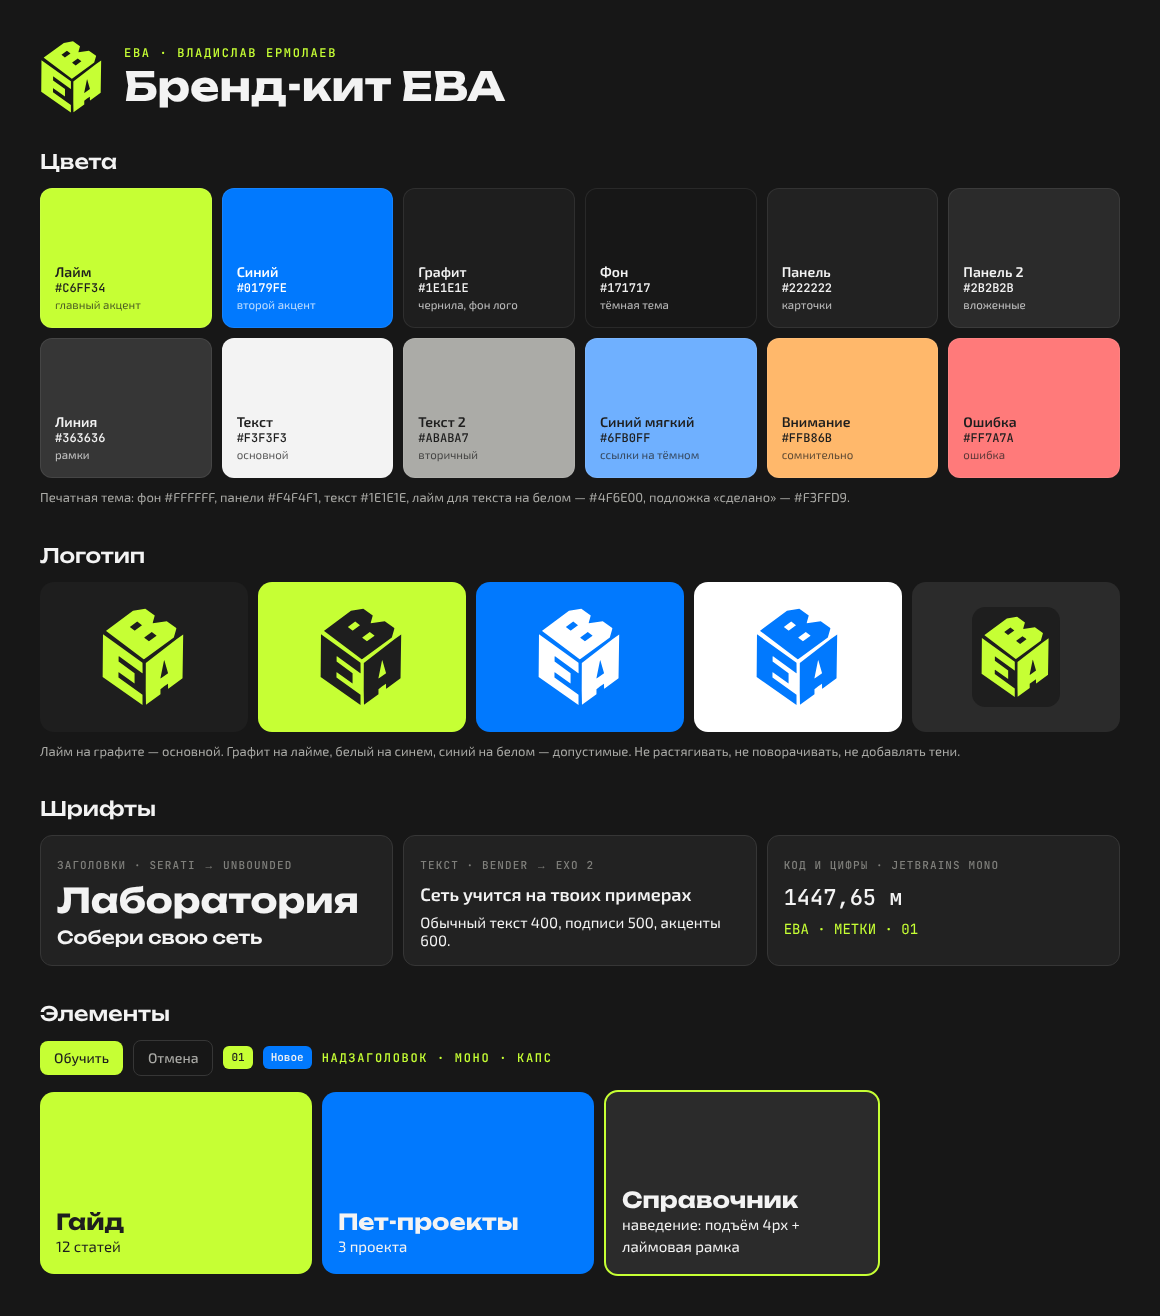 ЕВА · ВЛАДИСЛАВ ЕРМОЛАЕВ
Бренд-кит ЕВА
Цвета
Лайм
#C6FF34
главный акцент
Синий
#0179FE
второй акцент
Графит
#1E1E1E
чернила, фон лого
Фон
#171717
тёмная тема
Панель
#222222
карточки
Панель 2
#2B2B2B
вложенные
Линия
#363636
рамки
Текст
#F3F3F3
основной
Текст 2
#ABABA7
вторичный
Синий мягкий
#6FB0FF
ссылки на тёмном
Внимание
#FFB86B
сомнительно
Ошибка
#FF7A7A
ошибка
Печатная тема: фон #FFFFFF, панели #F4F4F1, текст #1E1E1E, лайм для текста на белом — #4F6E00, подложка «сделано» — #F3FFD9.
Логотип
ЕВА
ЕВА
ЕВА
ЕВА
ЕВА
Лайм на графите — основной. Графит на лайме, белый на синем, синий на белом — допустимые. Не растягивать, не поворачивать, не добавлять тени.
Шрифты
ЗАГОЛОВКИ · SERATI → UNBOUNDED
Лаборатория
Собери свою сеть
ТЕКСТ · BENDER → EXO 2
Сеть учится на твоих примерах
Обычный текст 400, подписи 500, акценты
600.
КОД И ЦИФРЫ · JETBRAINS MONO
1447,65 м
ЕВА · МЕТКИ · 01
Элементы
Обучить
Отмена
01
Новое
НАДЗАГОЛОВОК · МОНО · КАПС
Гайд
12 статей
Пет-проекты
3 проекта
Справочник
наведение: подъём 4px +
лаймовая рамка